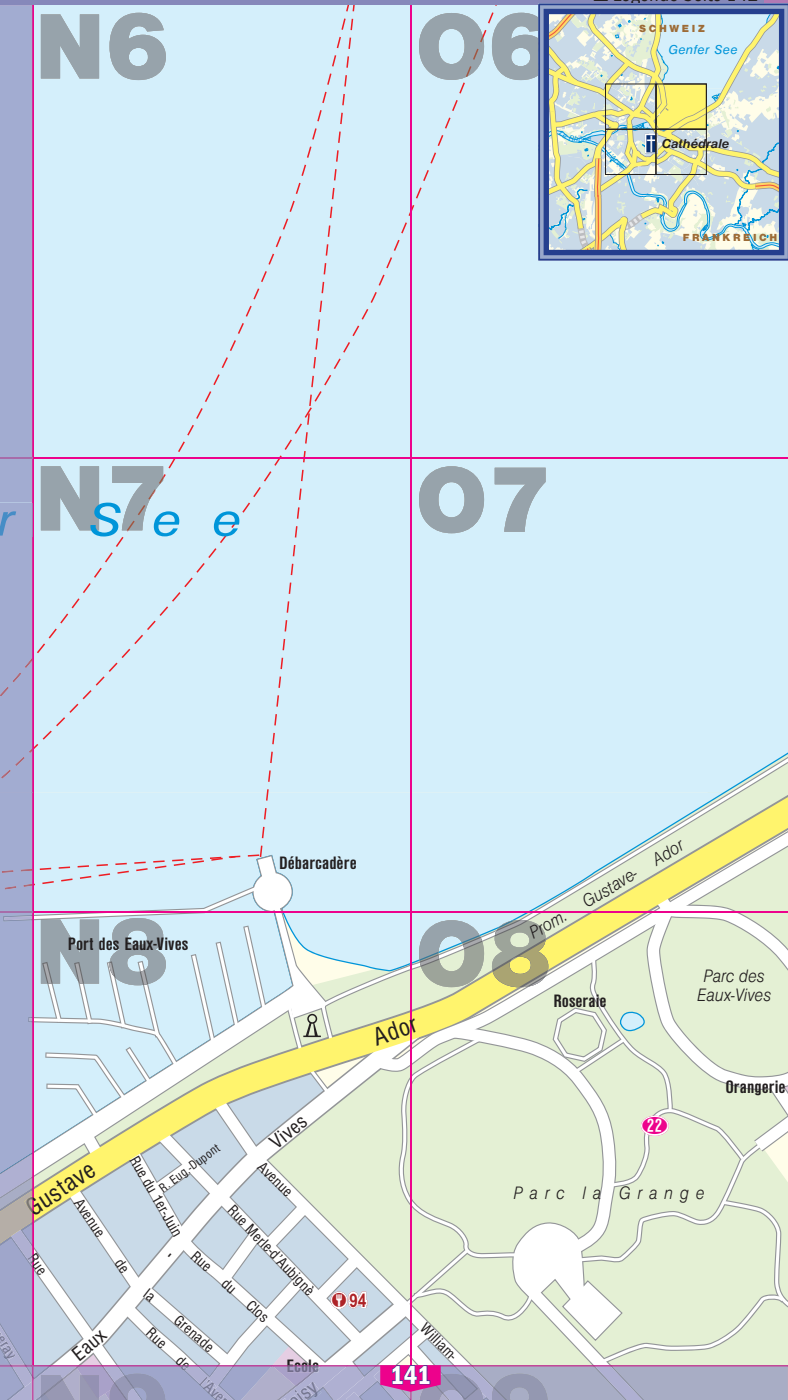 N6
O6
SCHWEIZ
Genfer See
Cathédrale
FRANKREICH
N7
O7
r See
Débarcadère
Prom. Gustave-Ador
N8
O8
Port des Eaux-Vives
Parc des
Eaux-Vives
Roseraie
Ador
Orangerie
22
Vives
R. Eug.-Dupont
Rue du 1er-Juin
Avenue
Gustave
Parc la Grange
Avenue de la Grenade
Rue Merle-d'Aubigné
Rue
Rue du Clos
94
Eaux
Rue de
William-
Ecole
141